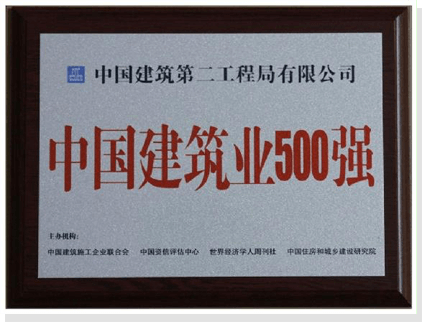 中国建筑第二工程局有限公司
中国建筑业500强
主办机构:
中国建筑施工企业联合会 中国资信评估中心 世界经济学人周刊社 中国住房和城乡建设研究院